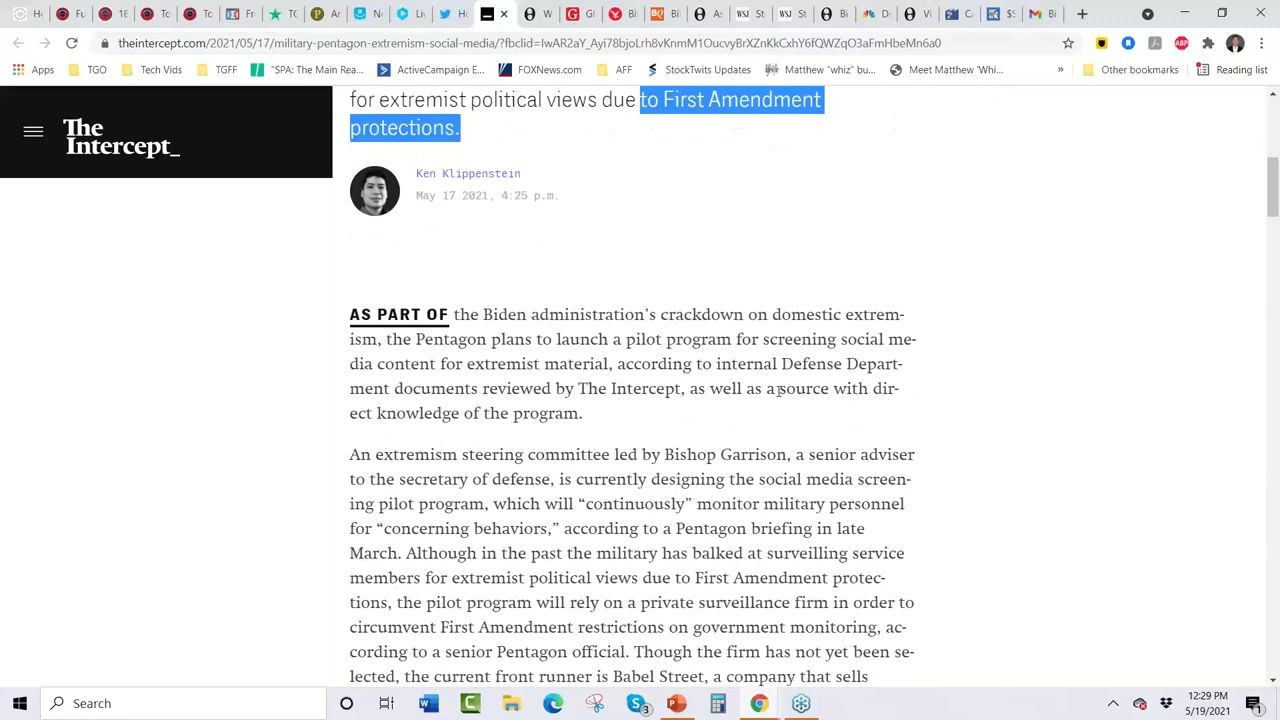 theintercept.com/2021/05/17/military-pentagon-extremism-social-media/?fbclid=IwAR2aY_Ayi78bjoLrh8vKnmM1OucvyBrXZnKkCxhY6fQWZqO3aFmHbeMn6a0
Apps TGO Tech Vids TGFF "SPA: The Main Rea... ActiveCampaign E... FOXNews.com AFF StockTwits Updates Matthew "whiz" bu... Meet Matthew 'Whi... » Other bookmarks Reading list
The
Intercept_
for extremist political views due to First Amendment
protections.
Ken Klippenstein
May 17 2021, 4:25 p.m.
AS PART OF the Biden administration's crackdown on domestic extrem-
ism, the Pentagon plans to launch a pilot program for screening social me-
dia content for extremist material, according to internal Defense Depart-
ment documents reviewed by The Intercept, as well as a source with dir-
ect knowledge of the program.
An extremism steering committee led by Bishop Garrison, a senior adviser
to the secretary of defense, is currently designing the social media screen-
ing pilot program, which will “continuously” monitor military personnel
for “concerning behaviors,” according to a Pentagon briefing in late
March. Although in the past the military has balked at surveilling service
members for extremist political views due to First Amendment protec-
tions, the pilot program will rely on a private surveillance firm in order to
circumvent First Amendment restrictions on government monitoring, ac-
cording to a senior Pentagon official. Though the firm has not yet been se-
lected, the current front runner is Babel Street, a company that sells
Search
12:29 PM
5/19/2021